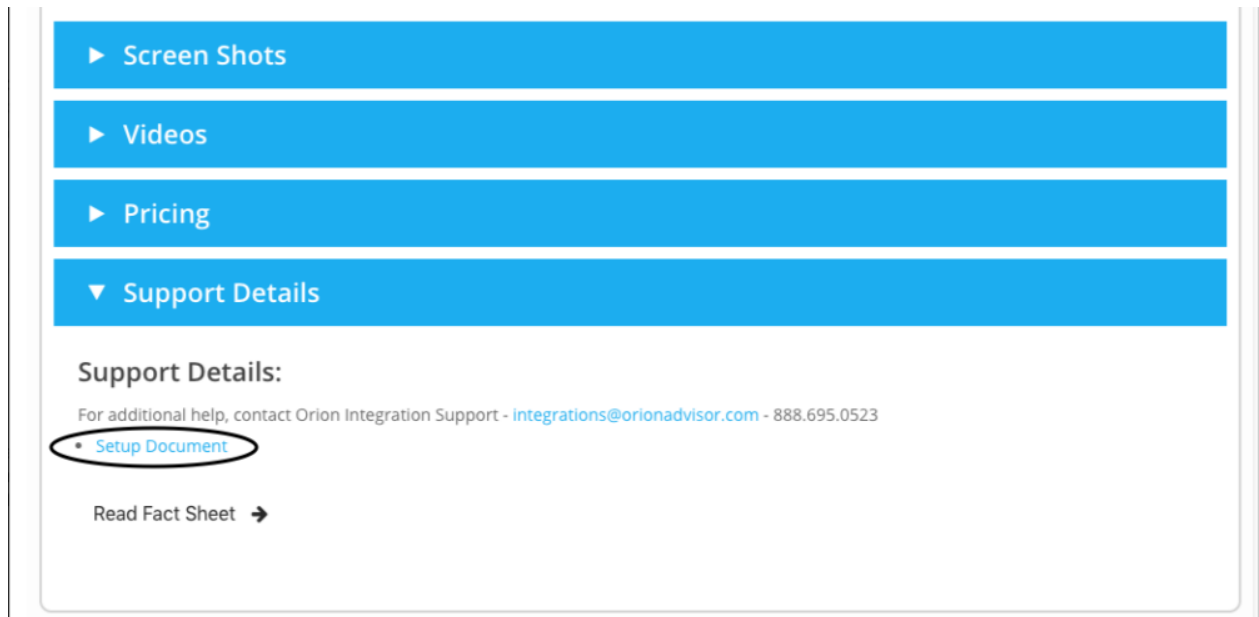 Screen Shots
Videos
Pricing
Support Details
Support Details:
For additional help, contact Orion Integration Support - integrations@orionadvisor.com - 888.695.0523
• Setup Document
Read Fact Sheet →